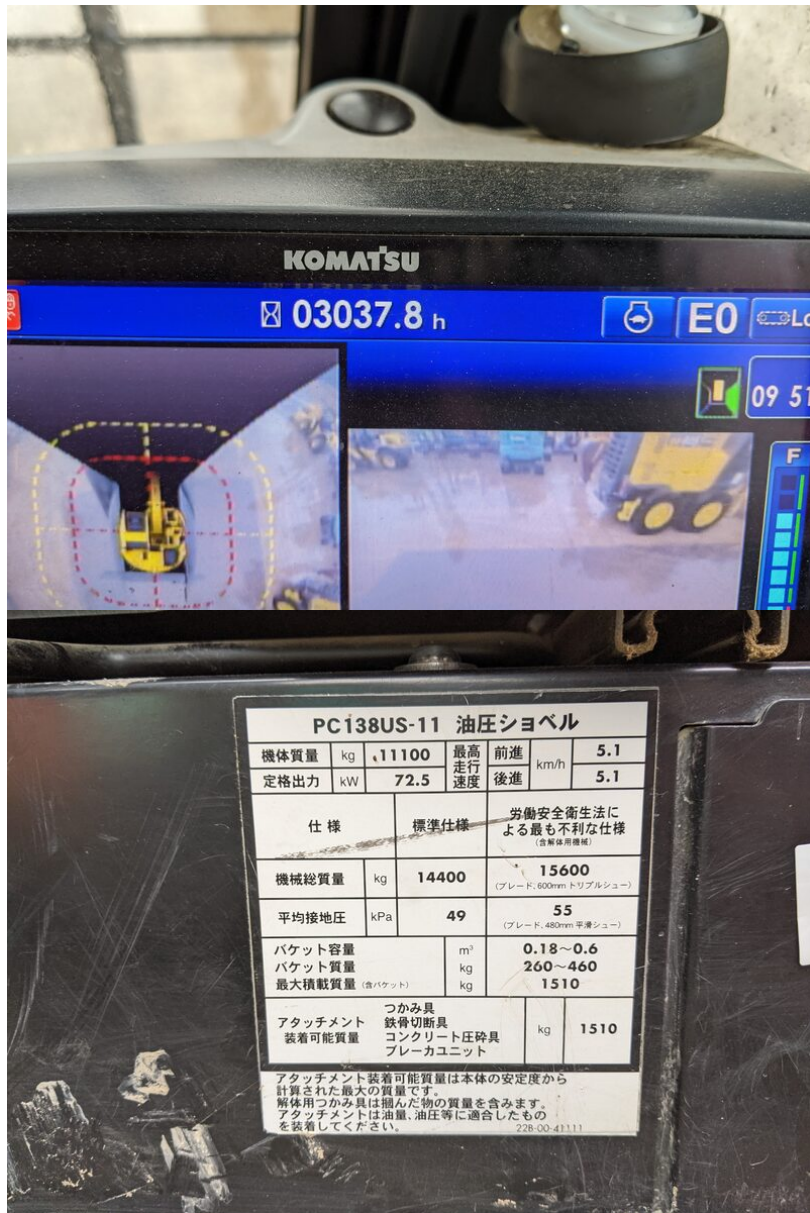 KOMATSU
03037.8 h
E0
Lo
09 51
F
PC138US-11 油圧ショベル
機体質量 kg 11100 最高走行速度 前進 km/h 5.1
定格出力 kW 72.5 後進 5.1
仕様 標準仕様 労働安全衛生法による最も不利な仕様
(含解体用機械)
機械総質量 kg 14400 15600
(ブレード、600mm トリプルシュー)
平均接地圧 kPa 49 55
(ブレード、480mm 平滑シュー)
バケット容量 m³ 0.18～0.6
バケット質量 kg 260～460
最大積載質量 (含バケット) kg 1510
アタッチメント装着可能質量
つかみ具
鉄骨切断具
コンクリート圧砕具
ブレーカユニット
kg 1510
アタッチメント装着可能質量は本体の安定度から
計算された最大の質量です。
解体用つかみ具は掴んだ物の質量を含みます。
アタッチメントは油量、油圧等に適合したもの
を装着してください。 22B-00-41111